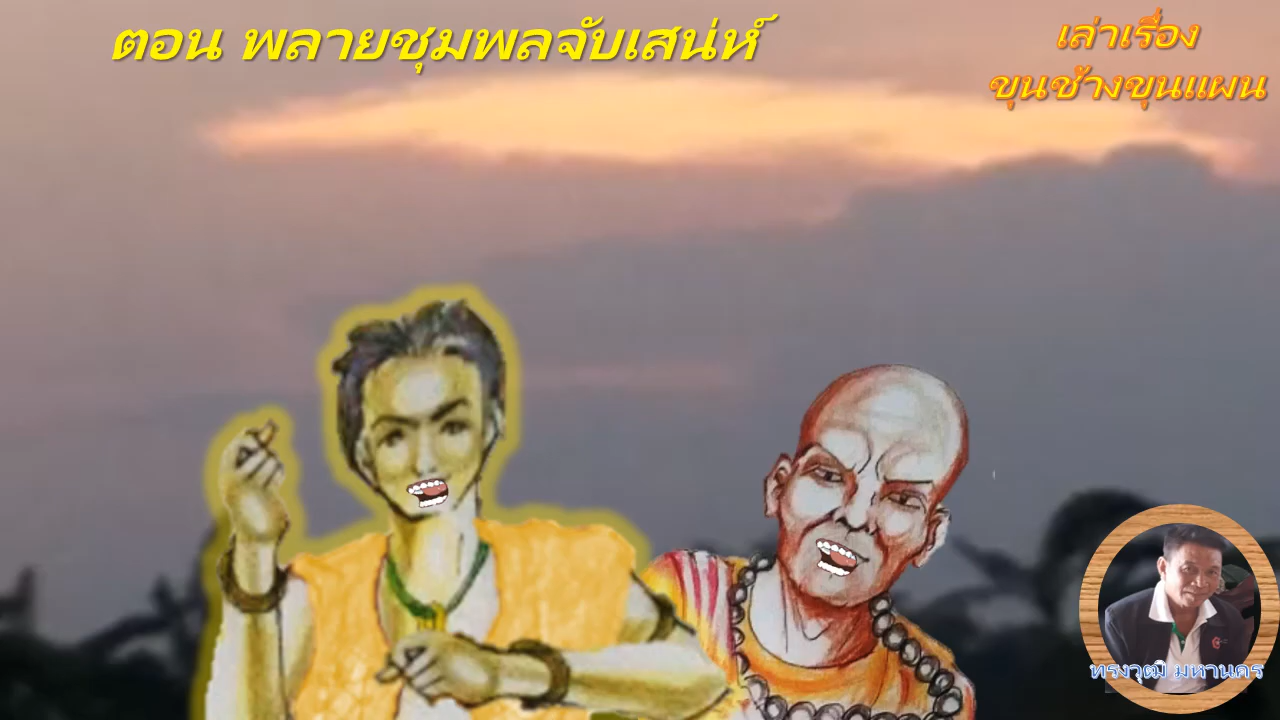 ตอน พลายชุมพลจับเสน่ห์
เล่าเรื่อง
ขุนช้างขุนแผน
ทรงวุฒิ มหานคร